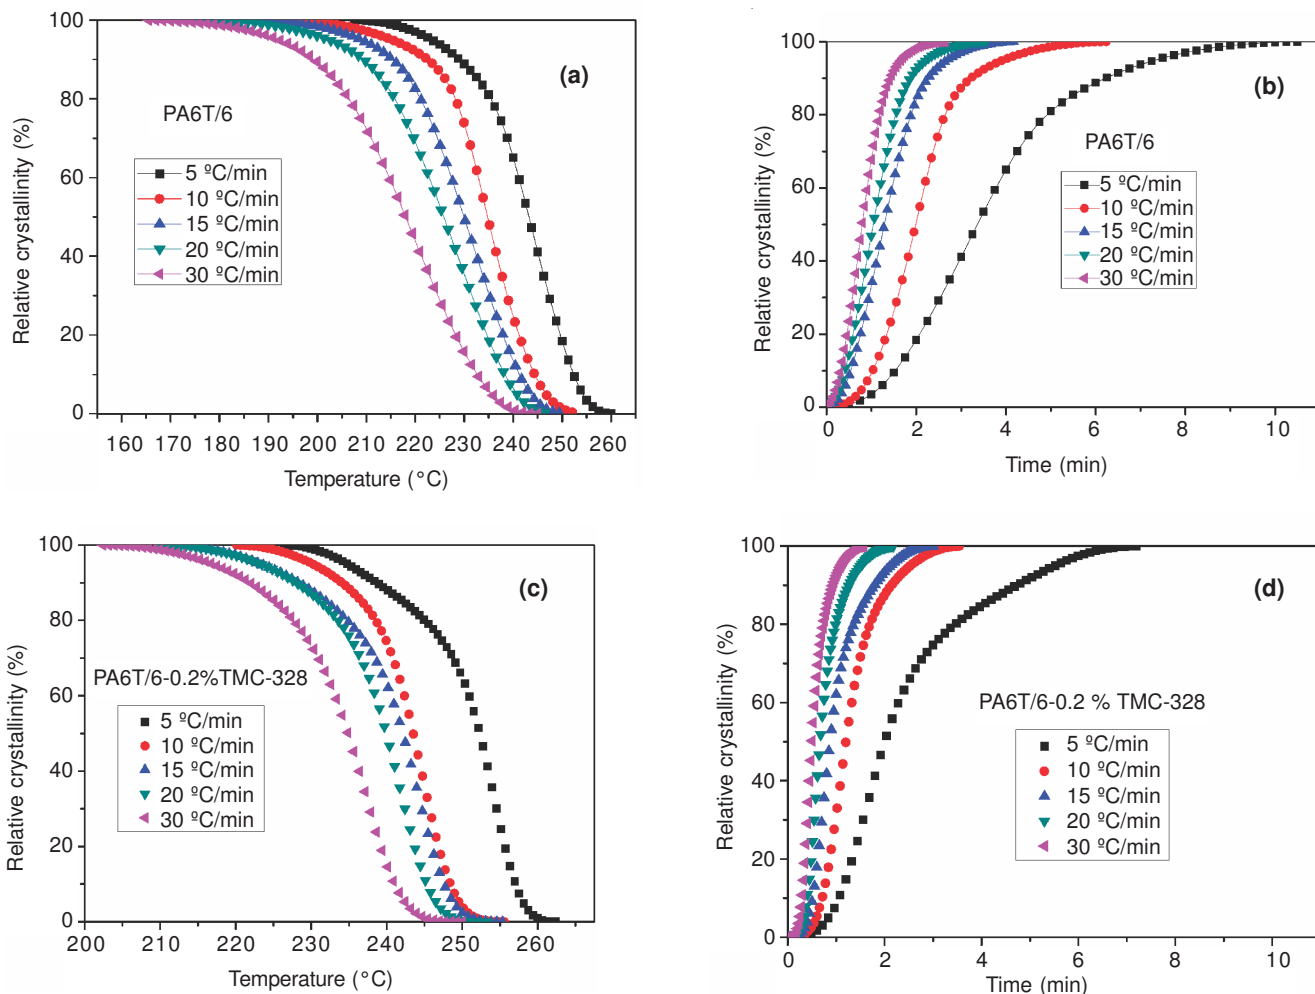 100
80
60
40
20
0
Relative crystallinity (%)
(a)
PA6T/6
5 ºC/min
10 ºC/min
15 ºC/min
20 ºC/min
30 ºC/min
160 170 180 190 200 210 220 230 240 250 260
Temperature (°C)
100
80
60
40
20
0
Relative crystallinity (%)
(b)
PA6T/6
5 ºC/min
10 ºC/min
15 ºC/min
20 ºC/min
30 ºC/min
0 2 4 6 8 10
Time (min)
100
80
60
40
20
0
Relative crystallinity (%)
(c)
PA6T/6-0.2%TMC-328
5 ºC/min
10 ºC/min
15 ºC/min
20 ºC/min
30 ºC/min
200 210 220 230 240 250 260
Temperature (°C)
100
80
60
40
20
0
Relative crystallinity (%)
(d)
PA6T/6-0.2 % TMC-328
5 ºC/min
10 ºC/min
15 ºC/min
20 ºC/min
30 ºC/min
0 2 4 6 8 10
Time (min)